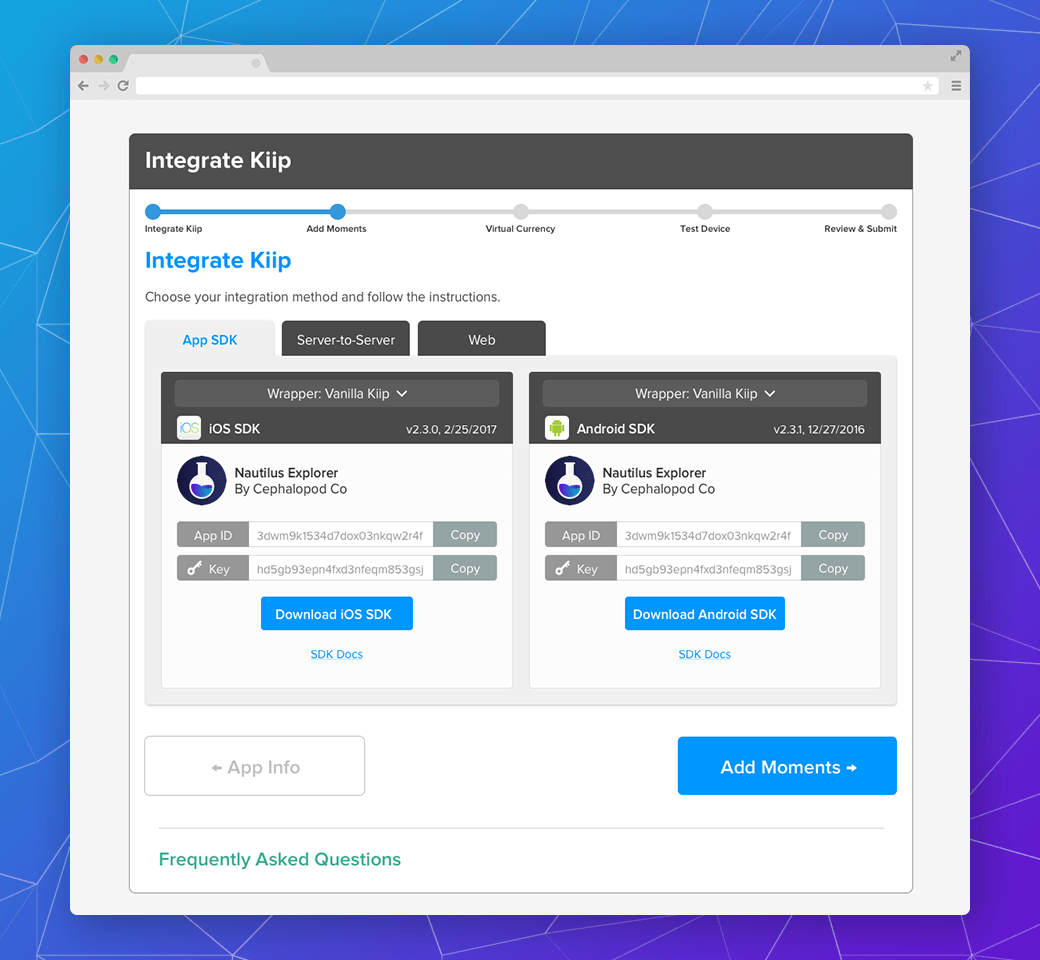 Integrate Kiip
Integrate Kiip
Add Moments
Virtual Currency
Test Device
Review & Submit
Integrate Kiip
Choose your integration method and follow the instructions.
App SDK
Server-to-Server
Web
Wrapper: Vanilla Kiip
iOS
iOS SDK
v2.3.0, 2/25/2017
Nautilus Explorer
By Cephalopod Co
App ID
3dwm9k1534d7dox03nkqw2r4f
Copy
Key
hd5gb93epn4fxd3nfeqm853gsj
Copy
Download iOS SDK
SDK Docs
Wrapper: Vanilla Kiip
Android SDK
v2.3.1, 12/27/2016
Nautilus Explorer
By Cephalopod Co
App ID
3dwm9k1534d7dox03nkqw2r4f
Copy
Key
hd5gb93epn4fxd3nfeqm853gsj
Copy
Download Android SDK
SDK Docs
← App Info
Add Moments →
Frequently Asked Questions